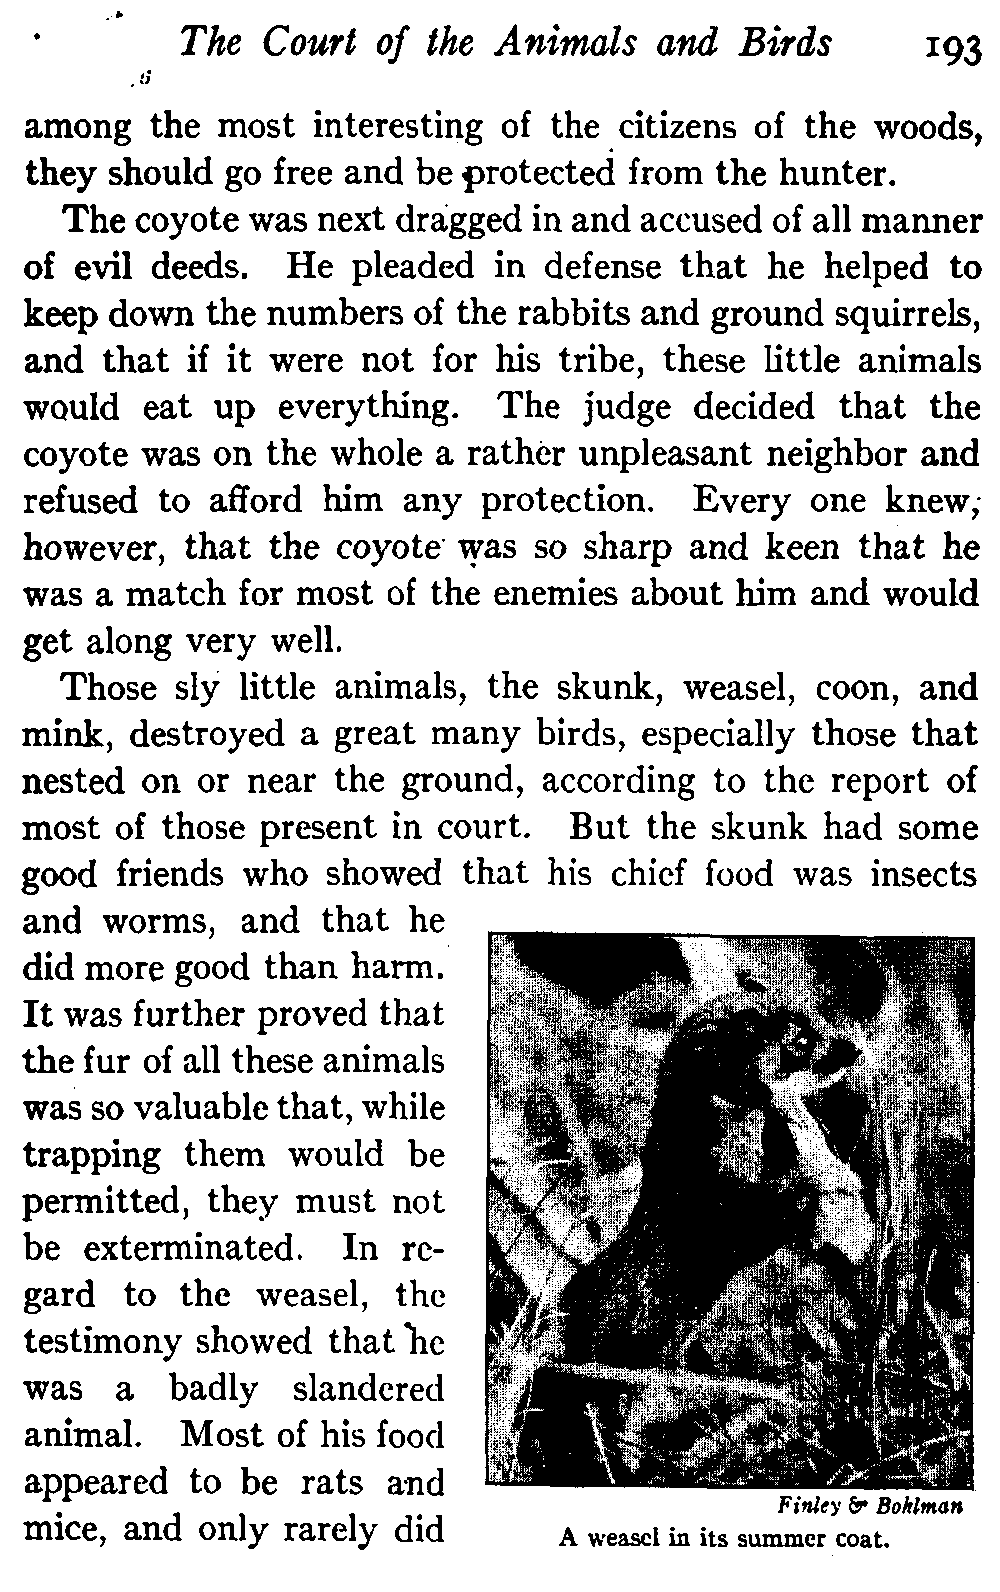 The Court of the Animals and Birds 193
among the most interesting of the citizens of the woods,
they should go free and be protected from the hunter.
The coyote was next dragged in and accused of all manner
of evil deeds. He pleaded in defense that he helped to
keep down the numbers of the rabbits and ground squirrels,
and that if it were not for his tribe, these little animals
would eat up everything. The judge decided that the
coyote was on the whole a rather unpleasant neighbor and
refused to afford him any protection. Every one knew,
however, that the coyote was so sharp and keen that he
was a match for most of the enemies about him and would
get along very well.
Those sly little animals, the skunk, weasel, coon, and
mink, destroyed a great many birds, especially those that
nested on or near the ground, according to the report of
most of those present in court. But the skunk had some
good friends who showed that his chief food was insects
and worms, and that he
did more good than harm.
It was further proved that
the fur of all these animals
was so valuable that, while
trapping them would be
permitted, they must not
be exterminated. In re-
gard to the weasel, the
testimony showed that he
was a badly slandered
animal. Most of his food
appeared to be rats and
mice, and only rarely did
Finley & Bohlman
A weasel in its summer coat.